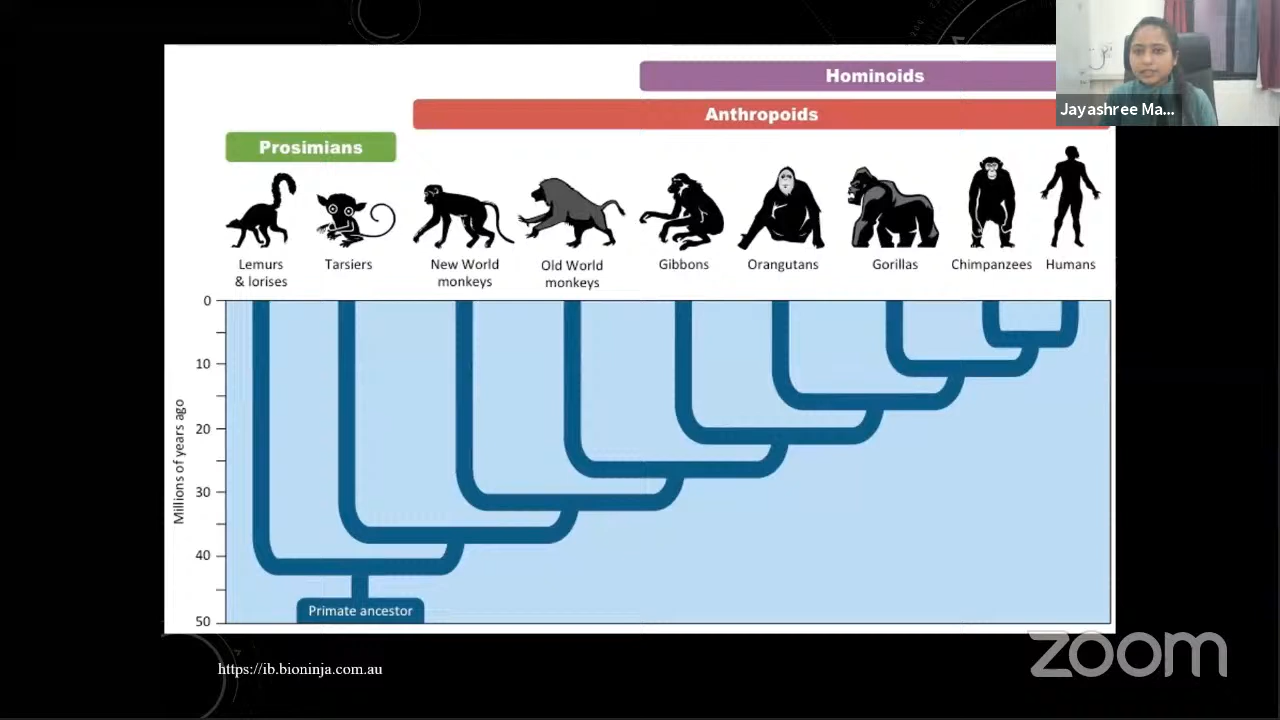 Hominoids
Anthropoids
Jayashree Ma...
Prosimians
Lemurs
& lorises
Tarsiers
New World
monkeys
Old World
monkeys
Gibbons
Orangutans
Gorillas
Chimpanzees
Humans
0
10
20
30
40
50
Millions of years ago
Primate ancestor
https://ib.bioninja.com.au
zoom